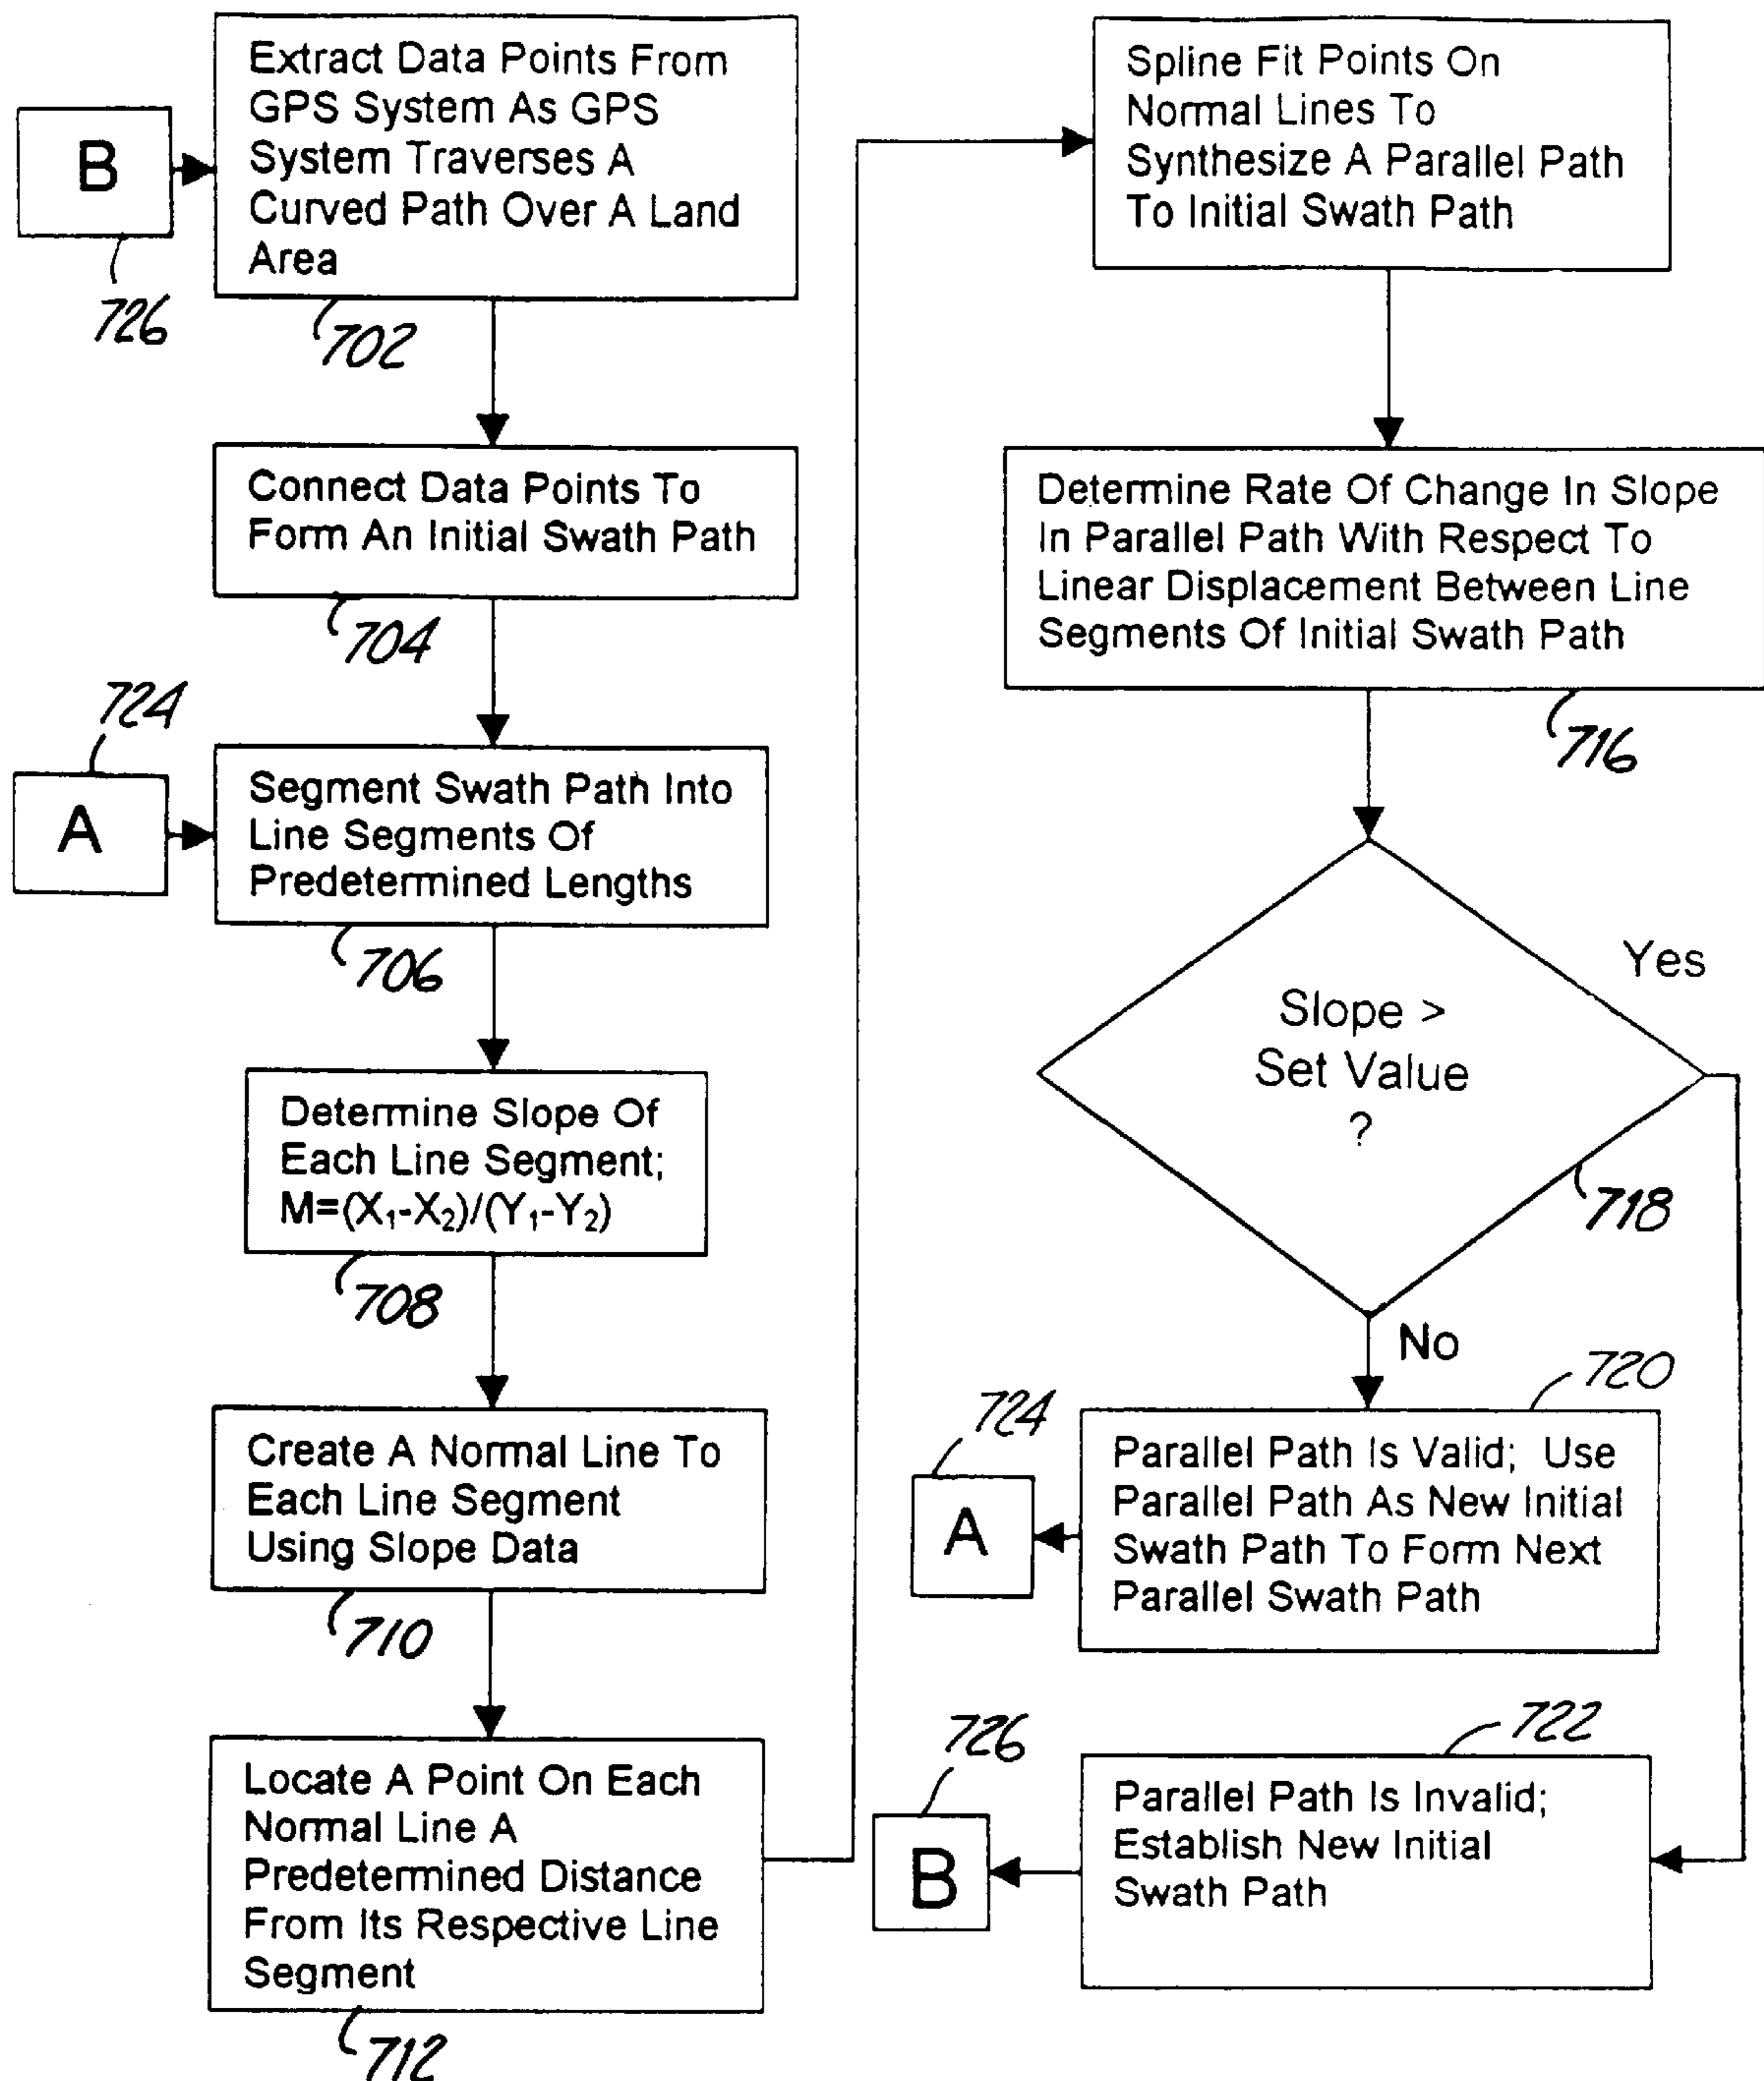 B
726
Extract Data Points From
GPS System As GPS
System Traverses A
Curved Path Over A Land
Area
702
Connect Data Points To
Form An Initial Swath Path
704
724
A
Segment Swath Path Into
Line Segments Of
Predetermined Lengths
706
Determine Slope Of
Each Line Segment;
M=(X₁-X₂)/(Y₁-Y₂)
708
Create A Normal Line To
Each Line Segment
Using Slope Data
710
Locate A Point On Each
Normal Line A
Predetermined Distance
From Its Respective Line
Segment
712
Spline Fit Points On
Normal Lines To
Synthesize A Parallel Path
To Initial Swath Path
Determine Rate Of Change In Slope
In Parallel Path With Respect To
Linear Displacement Between Line
Segments Of Initial Swath Path
716
Slope >
Set Value
?
Yes
718
No
720
Parallel Path Is Valid; Use
Parallel Path As New Initial
Swath Path To Form Next
Parallel Swath Path
724
A
722
Parallel Path Is Invalid;
Establish New Initial
Swath Path
726
B